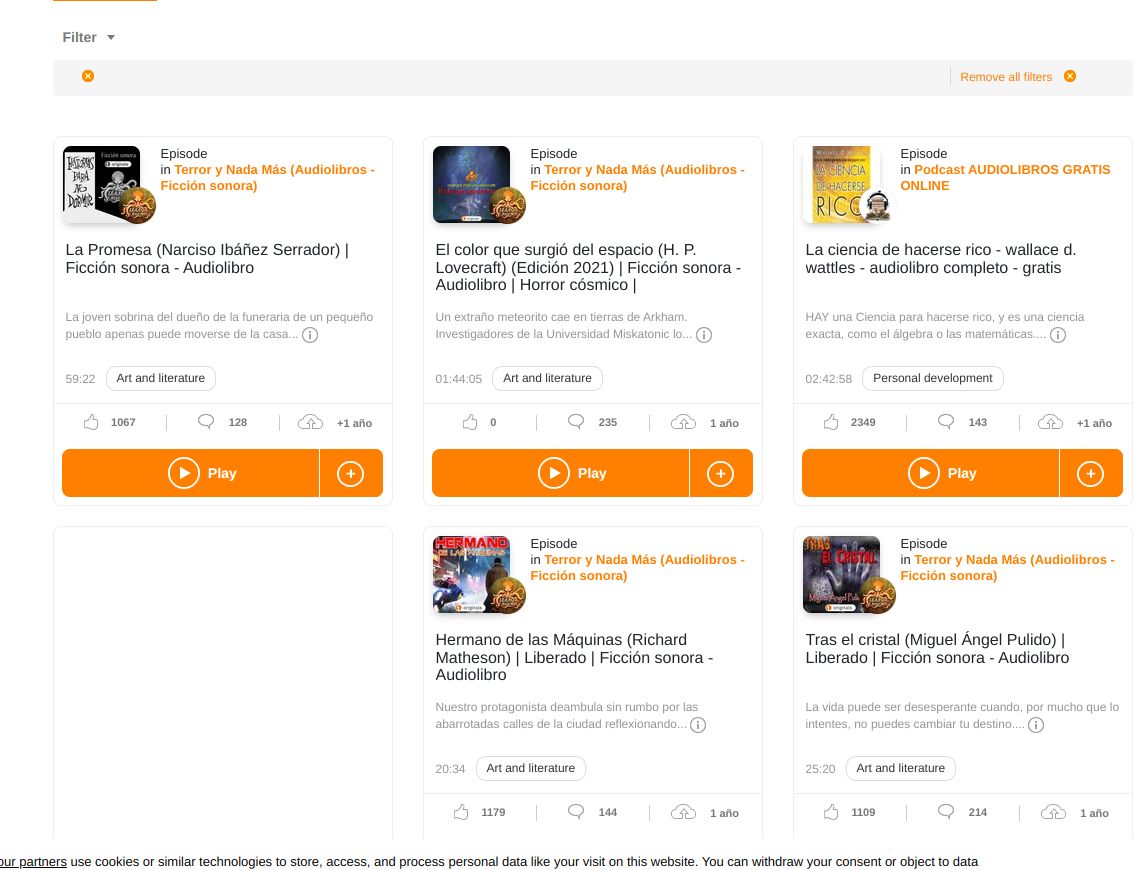 Filter
Remove all filters
Episode
in Terror y Nada Más (Audiolibros -
Ficción sonora)
La Promesa (Narciso Ibáñez Serrador) |
Ficción sonora - Audiolibro
La joven sobrina del dueño de la funeraria de un pequeño
pueblo apenas puede moverse de la casa...
59:22 Art and literature
1067 128 +1 año
Play
Episode
in Terror y Nada Más (Audiolibros -
Ficción sonora)
El color que surgió del espacio (H. P.
Lovecraft) (Edición 2021) | Ficción sonora -
Audiolibro | Horror cósmico |
Un extraño meteorito cae en tierras de Arkham.
Investigadores de la Universidad Miskatonic lo...
01:44:05 Art and literature
0 235 1 año
Play
LA CIENCIA
DE HACERSE
RICO
Episode
in Podcast AUDIOLIBROS GRATIS
ONLINE
La ciencia de hacerse rico - wallace d.
wattles - audiolibro completo - gratis
HAY una Ciencia para hacerse rico, y es una ciencia
exacta, como el álgebra o las matemáticas....
02:42:58 Personal development
2349 143 +1 año
Play
HERMANO
DE LAS MÁQUINAS
Episode
in Terror y Nada Más (Audiolibros -
Ficción sonora)
Hermano de las Máquinas (Richard
Matheson) | Liberado | Ficción sonora -
Audiolibro
Nuestro protagonista deambula sin rumbo por las
abarrotadas calles de la ciudad reflexionando...
20:34 Art and literature
1179 144 1 año
TRAS
EL CRISTAL
Episode
in Terror y Nada Más (Audiolibros -
Ficción sonora)
Tras el cristal (Miguel Ángel Pulido) |
Liberado | Ficción sonora - Audiolibro
La vida puede ser desesperante cuando, por mucho que lo
intentes, no puedes cambiar tu destino....
25:20 Art and literature
1109 214 1 año
our partners use cookies or similar technologies to store, access, and process personal data like your visit on this website. You can withdraw your consent or object to data